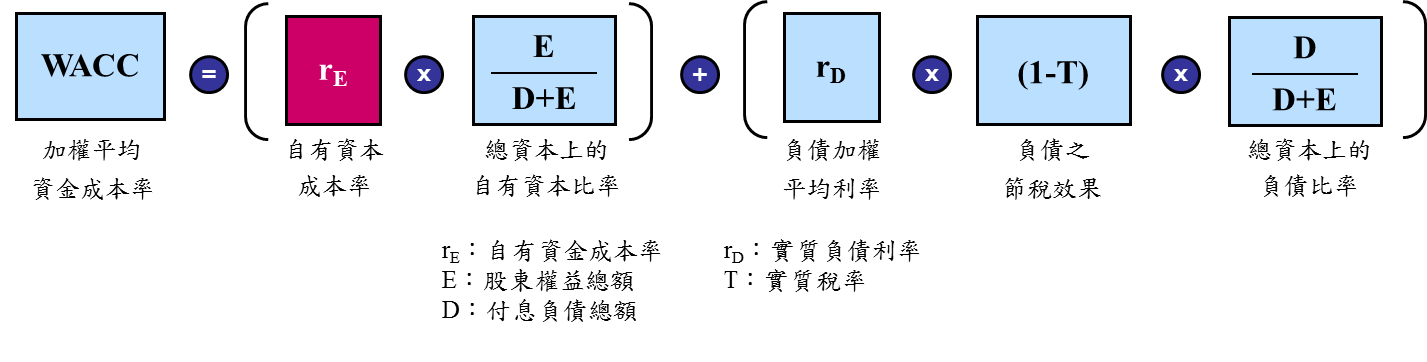 WACC = ( rE x E / D+E ) + ( rD x (1-T) x D / D+E )
加權平均 自有資本 總資本上的 負債加權 負債之 總資本上的
資金成本率 成本率 自有資本比率 平均利率 節稅效果 負債比率
rE：自有資金成本率 rD：實質負債利率
E：股東權益總額 T：實質稅率
D：付息負債總額